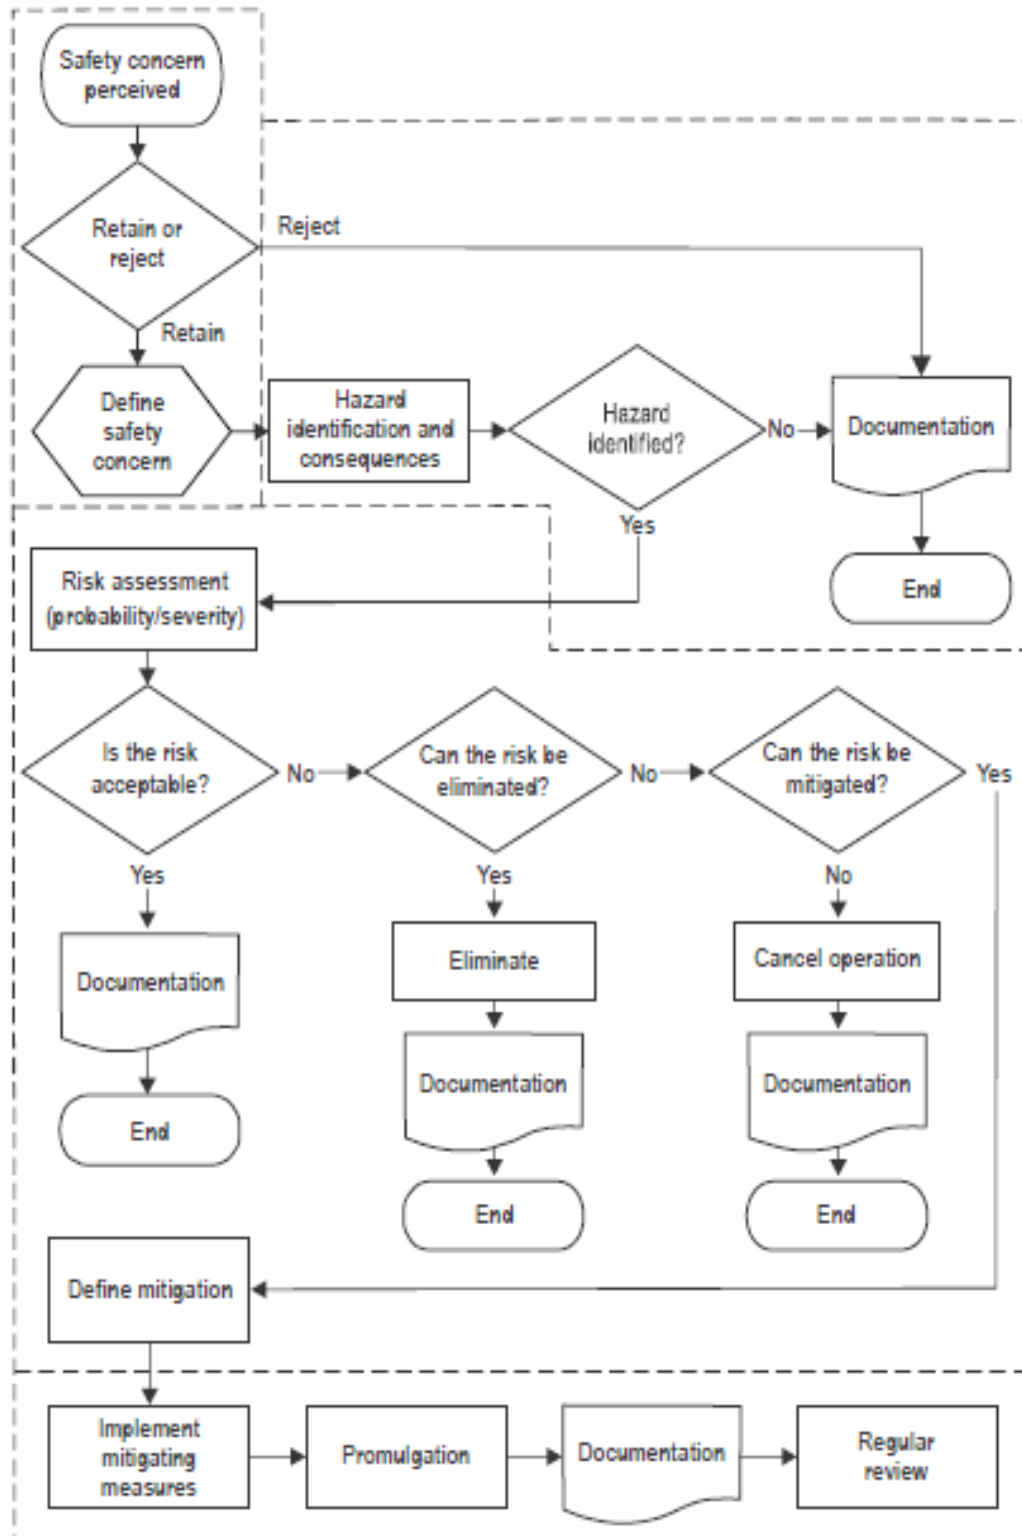 Safety concern
perceived
Retain or
reject
Reject
Retain
Define
safety
concern
Hazard
identification and
consequences
Hazard
identified?
No
Documentation
Yes
End
Risk assessment
(probability/severity)
Is the risk
acceptable?
No
Can the risk be
eliminated?
No
Can the risk be
mitigated?
Yes
Yes
Yes
No
Documentation
Eliminate
Cancel operation
Documentation
Documentation
End
End
End
Define mitigation
Implement
mitigating
measures
Promulgation
Documentation
Regular
review